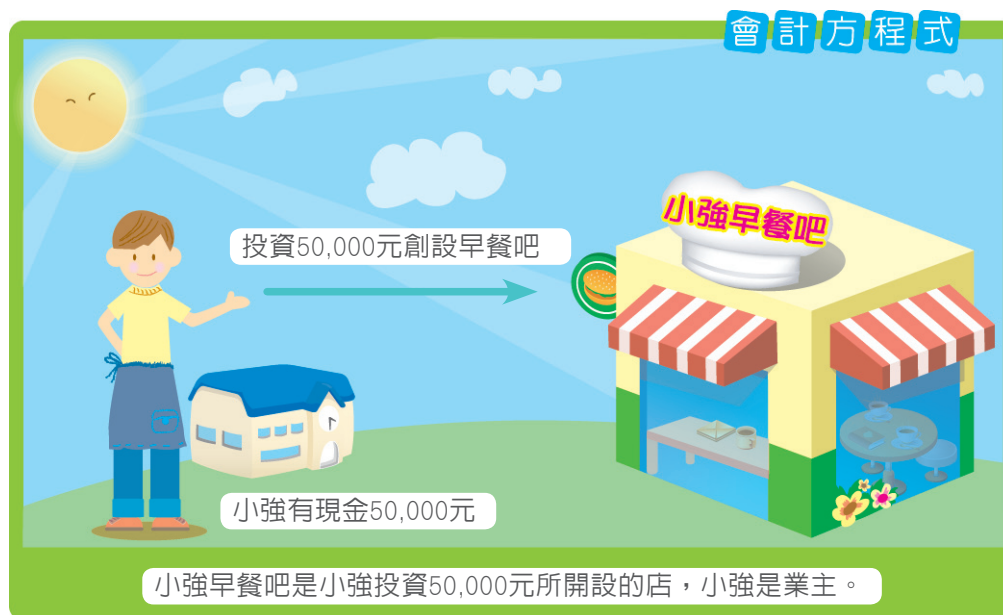 會計方程式
小強早餐吧
投資50,000元創設早餐吧
小強有現金50,000元
小強早餐吧是小強投資50,000元所開設的店，小強是業主。